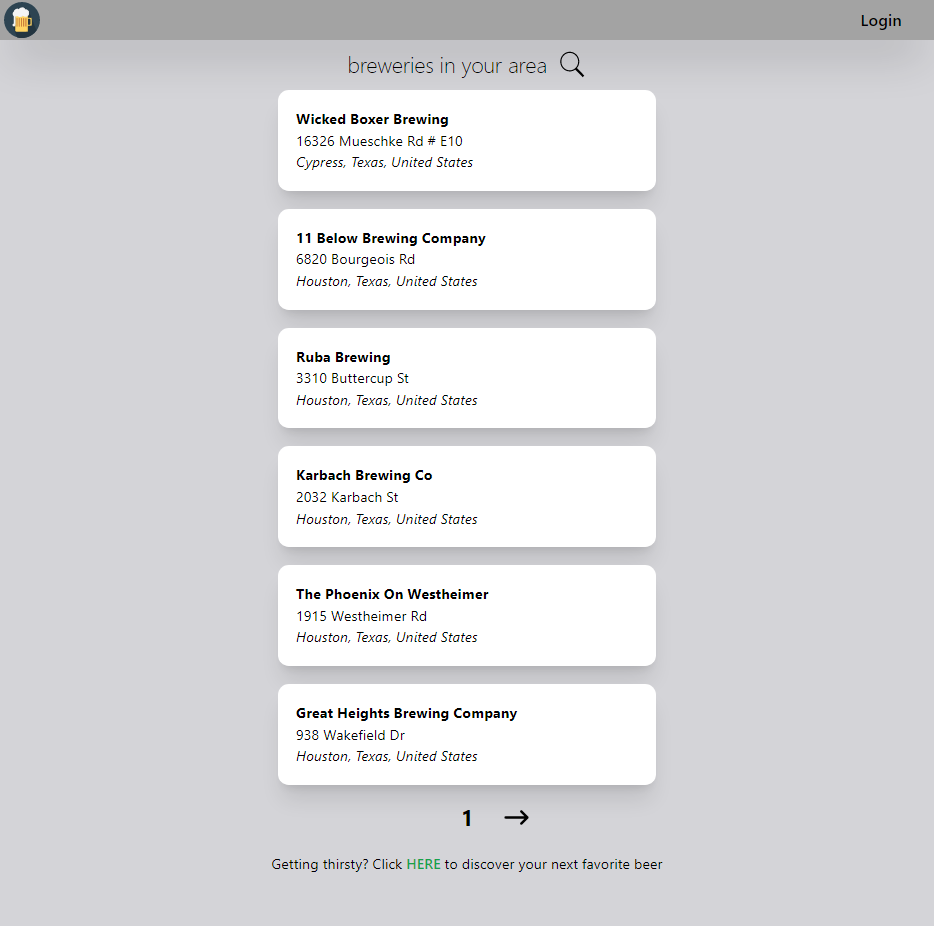 Login
breweries in your area
Wicked Boxer Brewing
16326 Mueschke Rd # E10
Cypress, Texas, United States
11 Below Brewing Company
6820 Bourgeois Rd
Houston, Texas, United States
Ruba Brewing
3310 Buttercup St
Houston, Texas, United States
Karbach Brewing Co
2032 Karbach St
Houston, Texas, United States
The Phoenix On Westheimer
1915 Westheimer Rd
Houston, Texas, United States
Great Heights Brewing Company
938 Wakefield Dr
Houston, Texas, United States
1 →
Getting thirsty? Click HERE to discover your next favorite beer